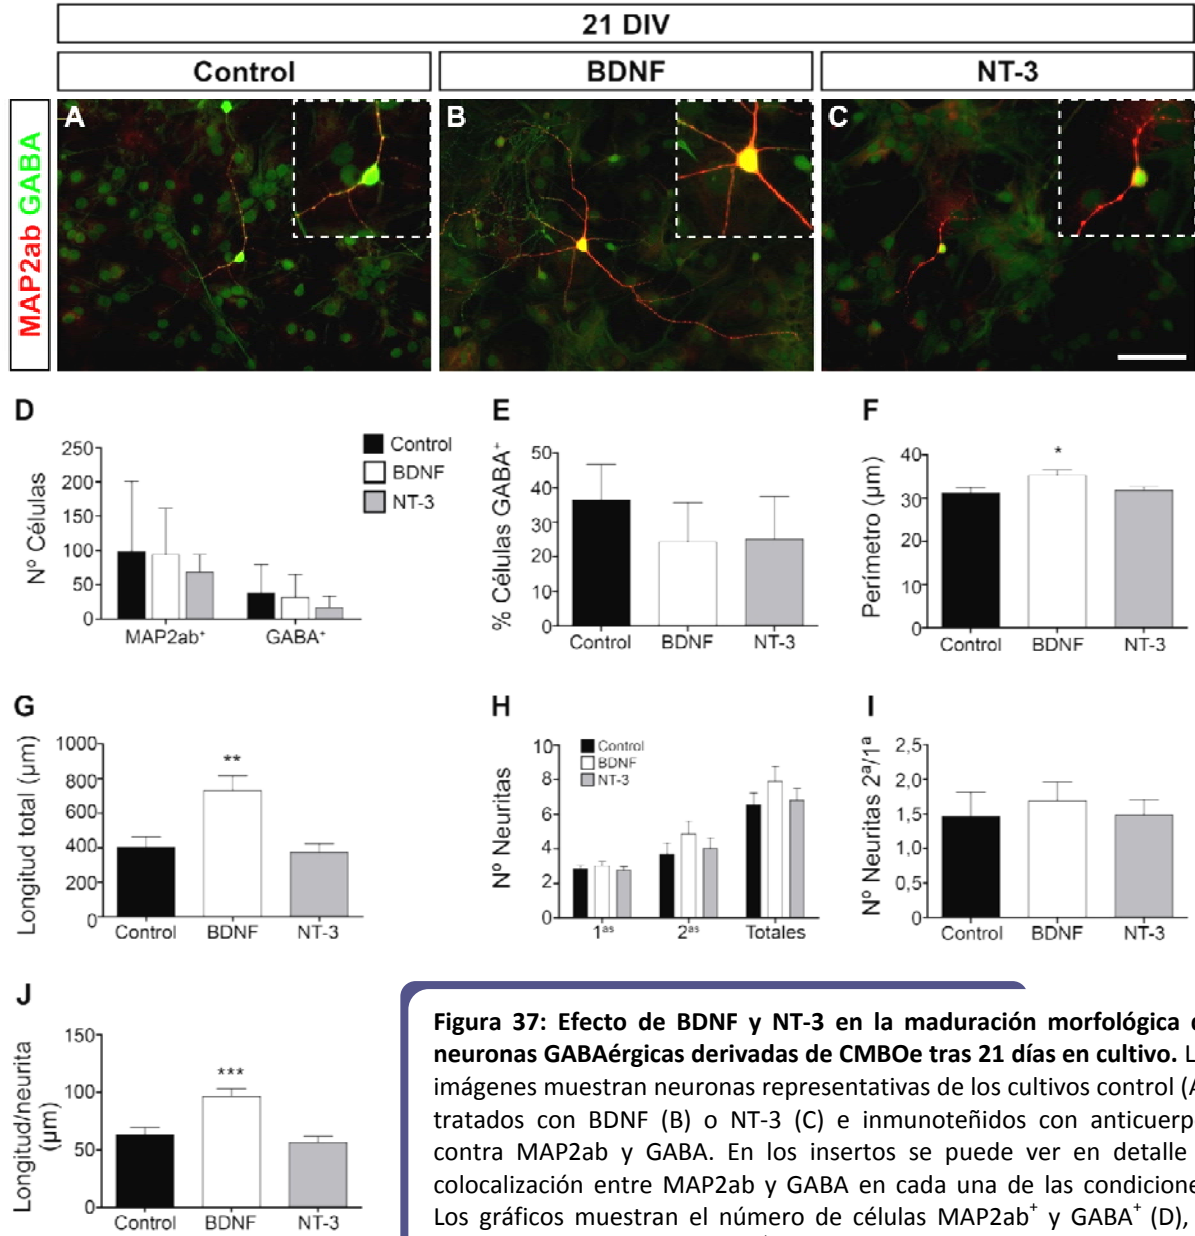 21 DIV
Control
BDNF
NT-3
MAP2ab GABA
A
B
C
D
Nº Células
250
200
150
100
50
0
MAP2ab⁺
GABA⁺
Control
BDNF
NT-3
E
% Células GABA⁺
50
40
30
20
10
0
Control
BDNF
NT-3
F
Perímetro (µm)
40
30
20
10
0
*
Control
BDNF
NT-3
G
Longitud total (µm)
1000
800
600
400
200
0
**
Control
BDNF
NT-3
H
Nº Neuritas
10
8
6
4
2
0
Control
BDNF
NT-3
1ᵃˢ
2ᵃˢ
Totales
I
Nº Neuritas 2ª/1ª
2,5
2,0
1,5
1,0
0,5
0,0
Control
BDNF
NT-3
J
Longitud/neurita
(µm)
150
100
50
0
***
Control
BDNF
NT-3
Figura 37: Efecto de BDNF y NT-3 en la maduración morfológica
neuronas GABAérgicas derivadas de CMBOe tras 21 días en cultivo.
imágenes muestran neuronas representativas de los cultivos control (A
tratados con BDNF (B) o NT-3 (C) e inmunoteñidos con anticuerp
contra MAP2ab y GABA. En los insertos se puede ver en detalle
colocalización entre MAP2ab y GABA en cada una de las condicione
Los gráficos muestran el número de células MAP2ab⁺ y GABA⁺ (D),